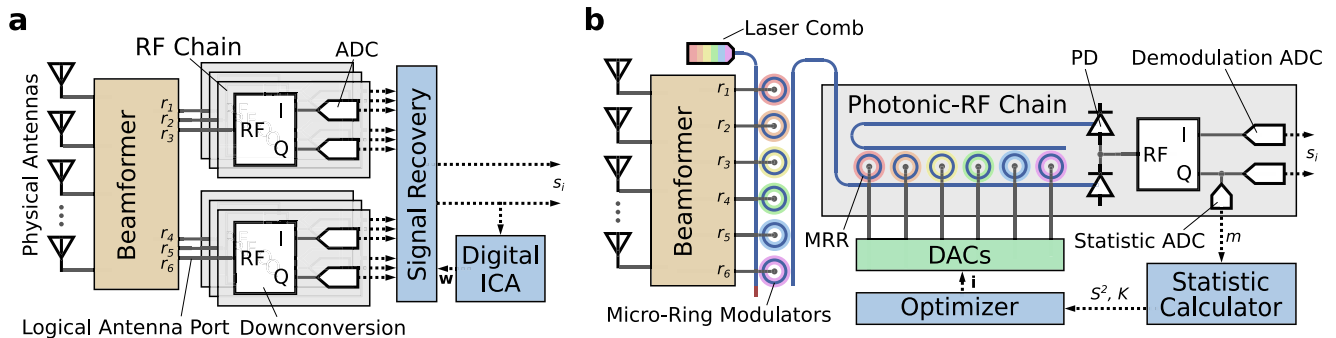 a
RF Chain
ADC
Physical Antennas
Beamformer
r1
r2
r3
RF
I
Q
r4
r5
r6
RF
I
Q
Signal Recovery
si
w
Digital
ICA
Logical Antenna Port
Downconversion
b
Laser Comb
PD
Demodulation ADC
Photonic-RF Chain
Beamformer
r1
r2
r3
r4
r5
r6
RF
I
Q
si
MRR
Statistic ADC
m
DACs
i
Optimizer
S², K
Statistic
Calculator
Micro-Ring Modulators